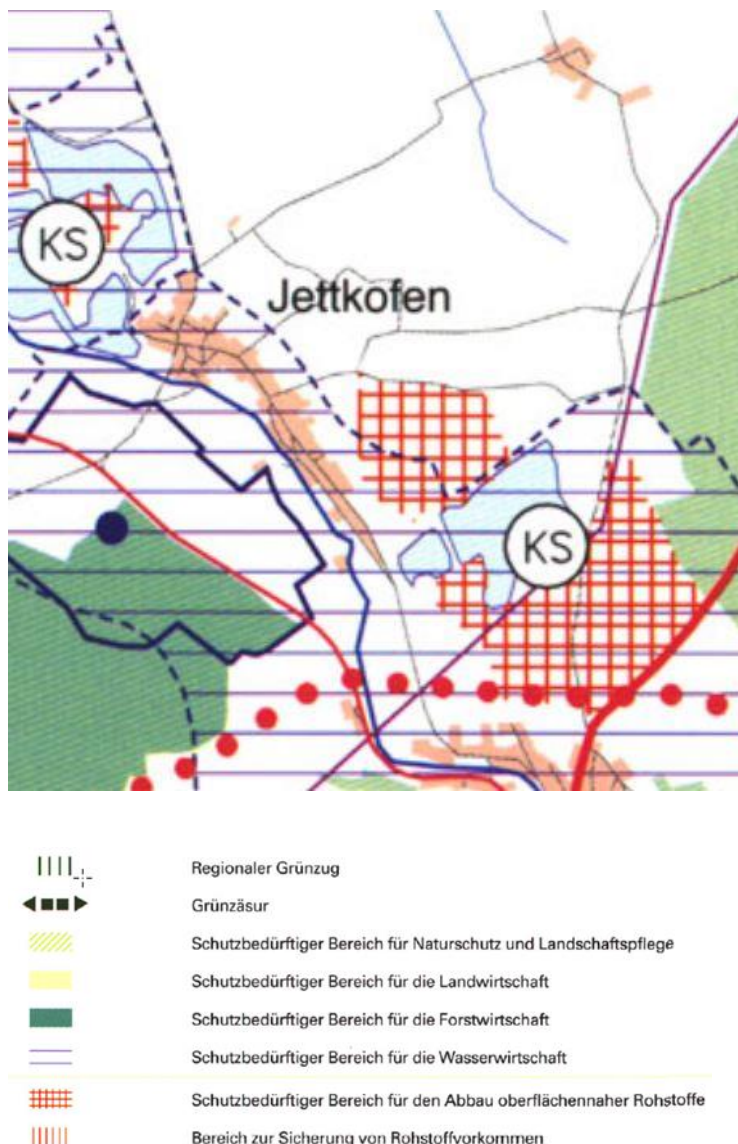 KS
Jettkofen
KS
Regionaler Grünzug
Grünzäsur
Schutzbedürftiger Bereich für Naturschutz und Landschaftspflege
Schutzbedürftiger Bereich für die Landwirtschaft
Schutzbedürftiger Bereich für die Forstwirtschaft
Schutzbedürftiger Bereich für die Wasserwirtschaft
Schutzbedürftiger Bereich für den Abbau oberflächennaher Rohstoffe
Bereich zur Sicherung von Rohstoffvorkommen